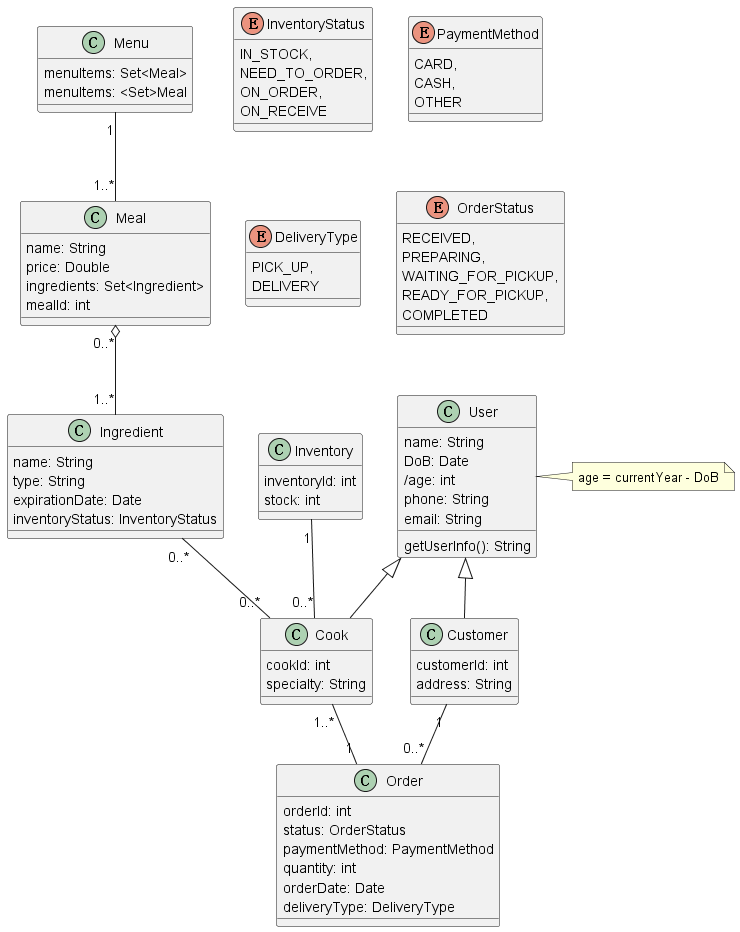 C Menu
menuItems: Set<Meal>
menuItems: <Set>Meal
E InventoryStatus
IN_STOCK,
NEED_TO_ORDER,
ON_ORDER,
ON_RECEIVE
E PaymentMethod
CARD,
CASH,
OTHER
1
1..*
C Meal
name: String
price: Double
ingredients: Set<Ingredient>
mealId: int
E DeliveryType
PICK_UP,
DELIVERY
E OrderStatus
RECEIVED,
PREPARING,
WAITING_FOR_PICKUP,
READY_FOR_PICKUP,
COMPLETED
0..*
1..*
C Ingredient
name: String
type: String
expirationDate: Date
inventoryStatus: InventoryStatus
C Inventory
inventoryId: int
stock: int
C User
name: String
DoB: Date
/age: int
phone: String
email: String
getUserInfo(): String
age = currentYear - DoB
0..*
0..*
1
0..*
C Cook
cookId: int
specialty: String
C Customer
customerId: int
address: String
1..*
1
1
0..*
C Order
orderId: int
status: OrderStatus
paymentMethod: PaymentMethod
quantity: int
orderDate: Date
deliveryType: DeliveryType